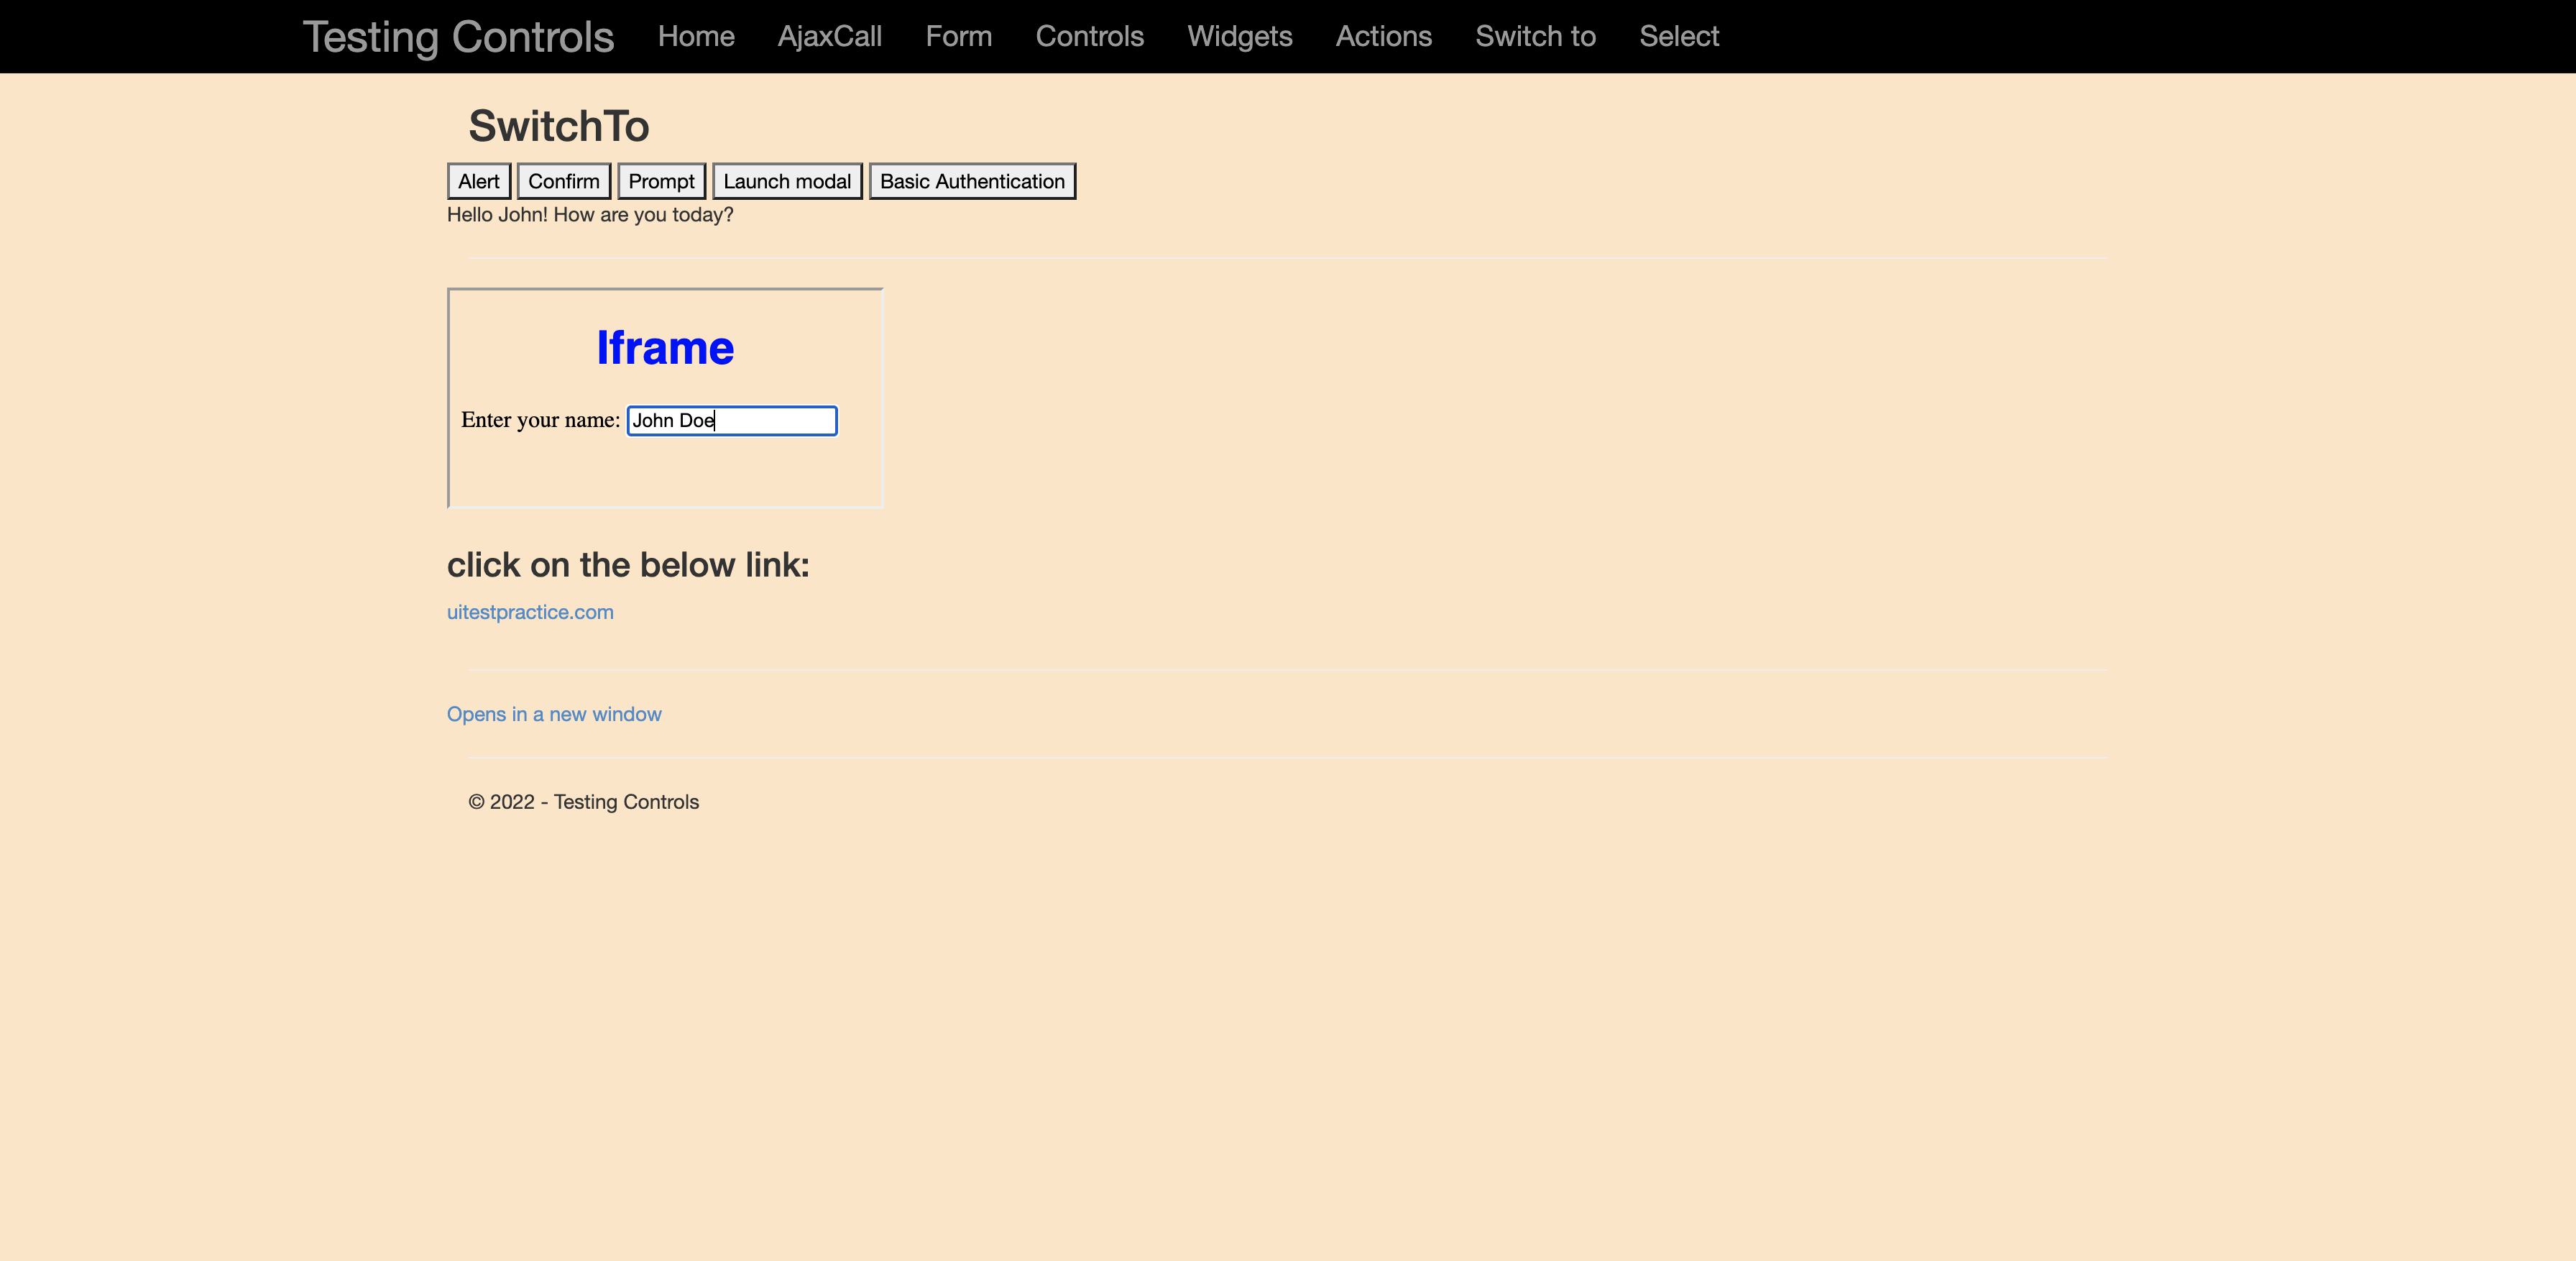 Testing Controls Home AjaxCall Form Controls Widgets Actions Switch to Select
SwitchTo
Alert Confirm Prompt Launch modal Basic Authentication
Hello John! How are you today?
Iframe
Enter your name: John Doe
click on the below link:
uitestpractice.com
Opens in a new window
© 2022 - Testing Controls